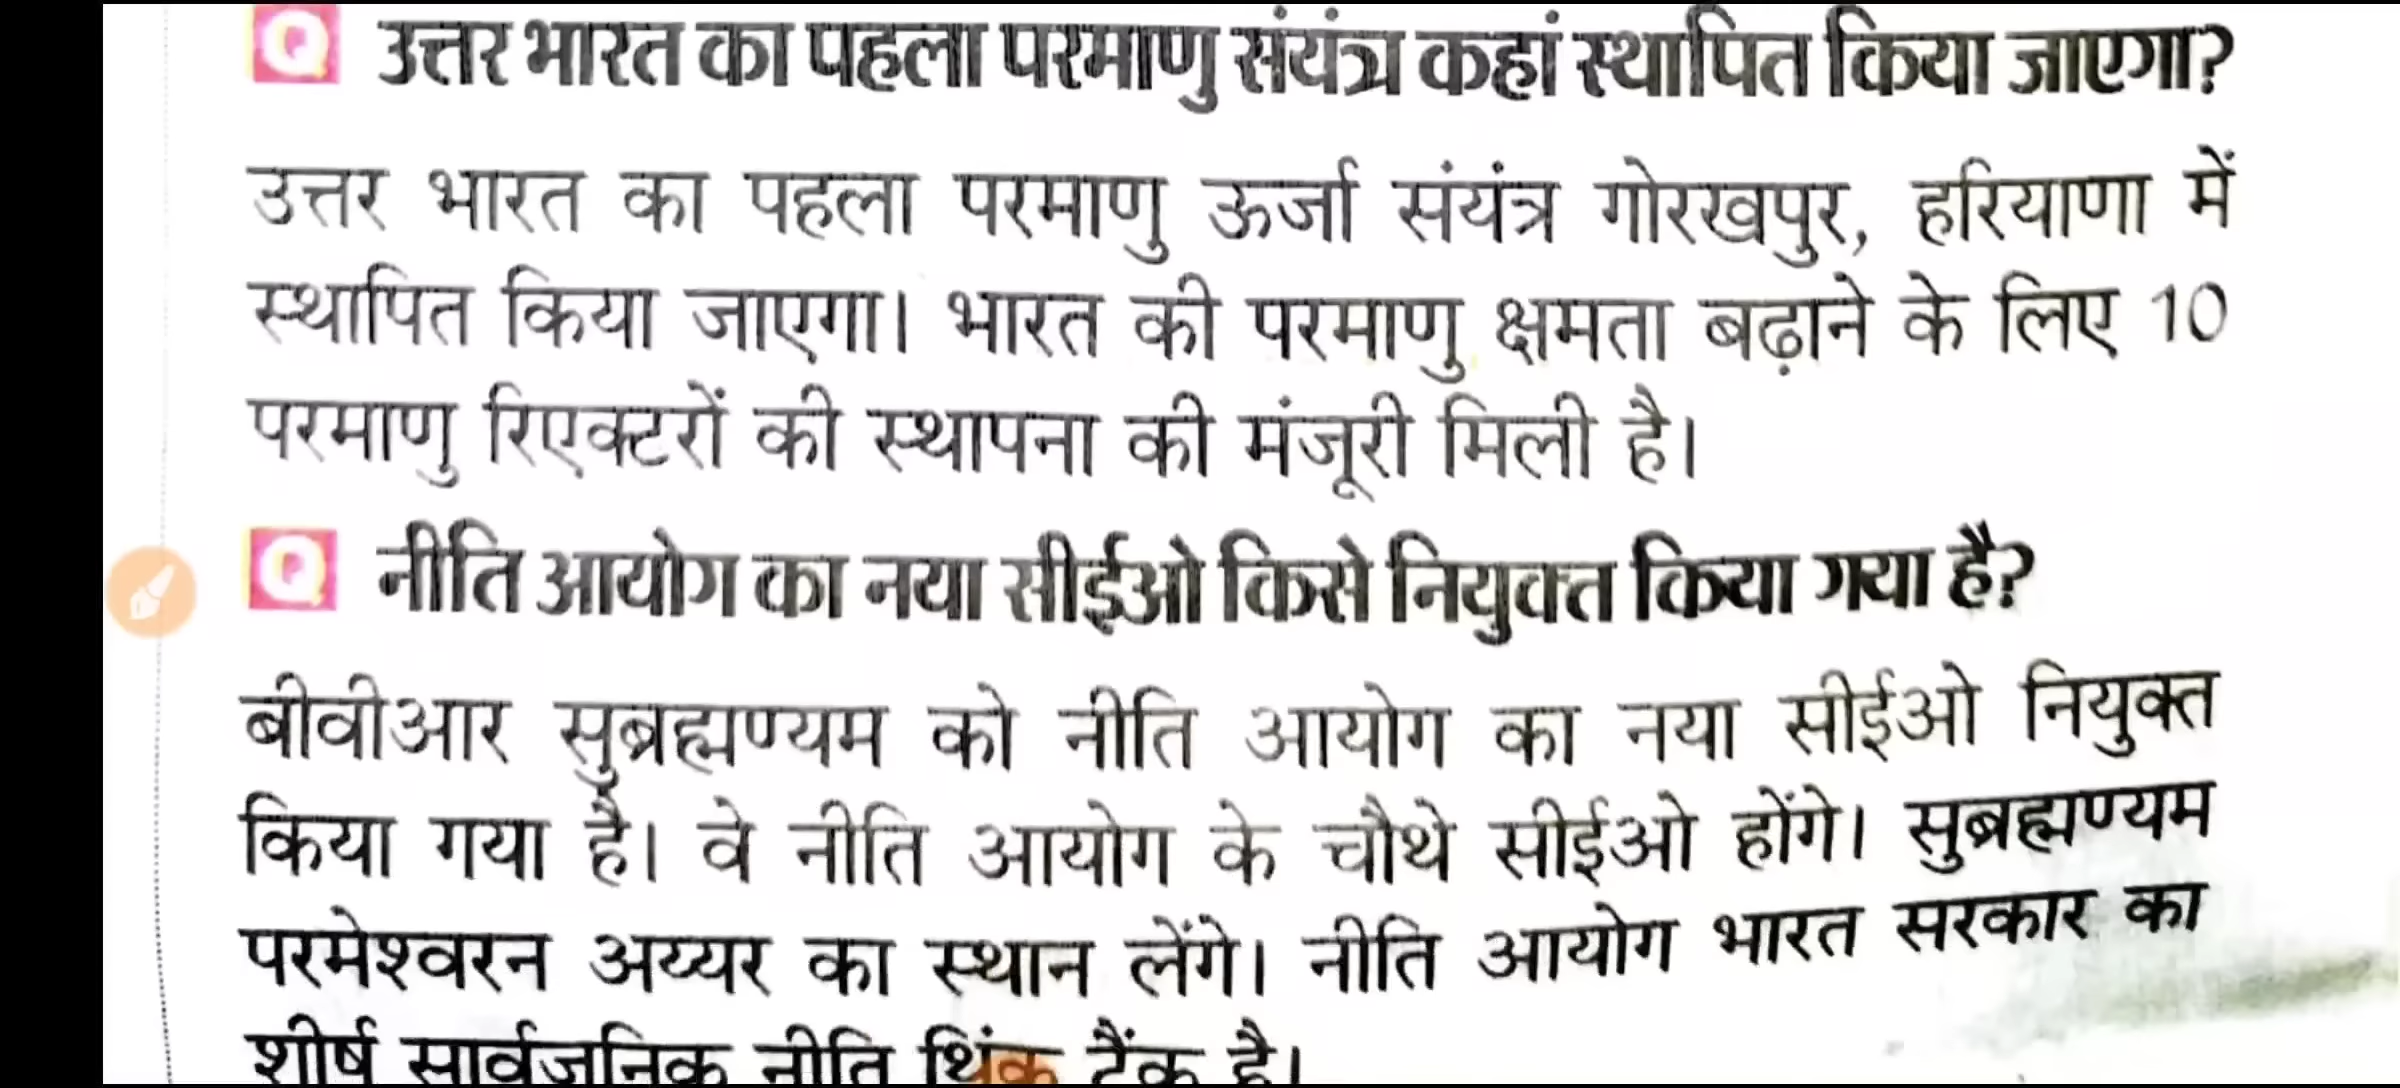 Q उत्तर भारत का पहला परमाणु संयंत्र कहां स्थापित किया जाएगा?
उत्तर भारत का पहला परमाणु ऊर्जा संयंत्र गोरखपुर, हरियाणा में
स्थापित किया जाएगा। भारत की परमाणु क्षमता बढ़ाने के लिए 10
परमाणु रिएक्टरों की स्थापना की मंजूरी मिली है।
Q नीति आयोग का नया सीईओ किसे नियुक्त किया गया है?
बीवीआर सुब्रह्मण्यम को नीति आयोग का नया सीईओ नियुक्त
किया गया है। वे नीति आयोग के चौथे सीईओ होंगे। सुब्रह्मण्यम
परमेश्वरन अय्यर का स्थान लेंगे। नीति आयोग भारत सरकार का
शीर्ष सार्वजनिक नीति थिंक टैंक है।